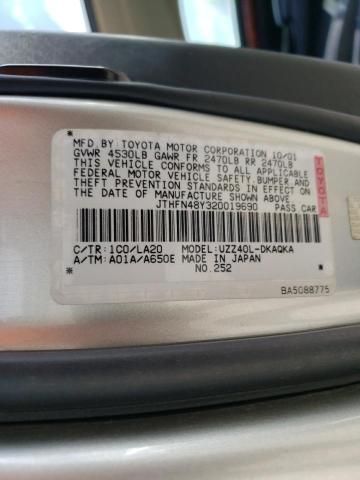 MFD. BY TOYOTA MOTOR CORPORATION 10/01
GVWR 4530LB GAWR FR 2470LB RR 2470LB
THIS VEHICLE CONFORMS TO ALL APPLICABLE
FEDERAL MOTOR VEHICLE SAFETY, BUMPER AND
THEFT PREVENTION STANDARDS IN EFFECT ON
THE DATE OF MANUFACTURE SHOWN ABOVE.
JTHFN48Y320019690 PASS CAR
TOYOTA
C/TR:1C0/LA20 MODEL:UZZ40L-DKAQKA
A/TM:A01A/A650E MADE IN JAPAN
NO.252
BA5088775